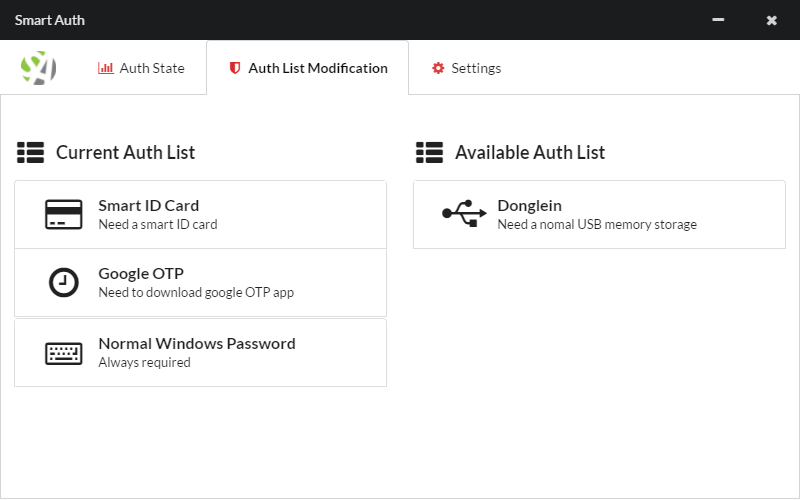 Smart Auth
Auth State
Auth List Modification
Settings
Current Auth List
Smart ID Card
Need a smart ID card
Google OTP
Need to download google OTP app
Normal Windows Password
Always required
Available Auth List
Donglein
Need a nomal USB memory storage